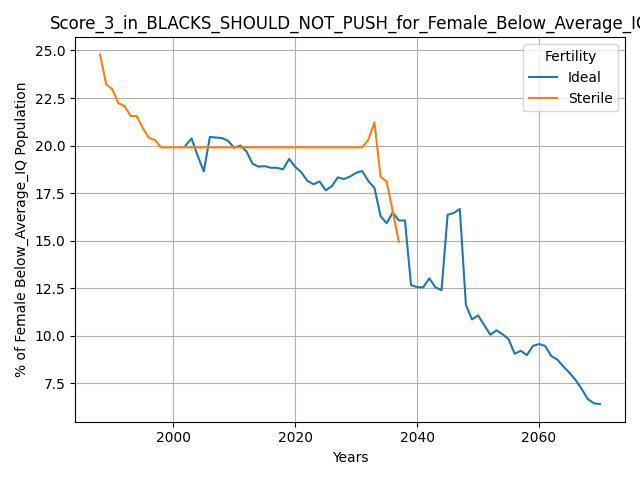 Score_3_in_BLACKS_SHOULD_NOT_PUSH_for_Female_Below_Average_IQ
Fertility
Ideal
Sterile
% of Female Below_Average_IQ Population
25.0
22.5
20.0
17.5
15.0
12.5
10.0
7.5
2000
2020
2040
2060
Years